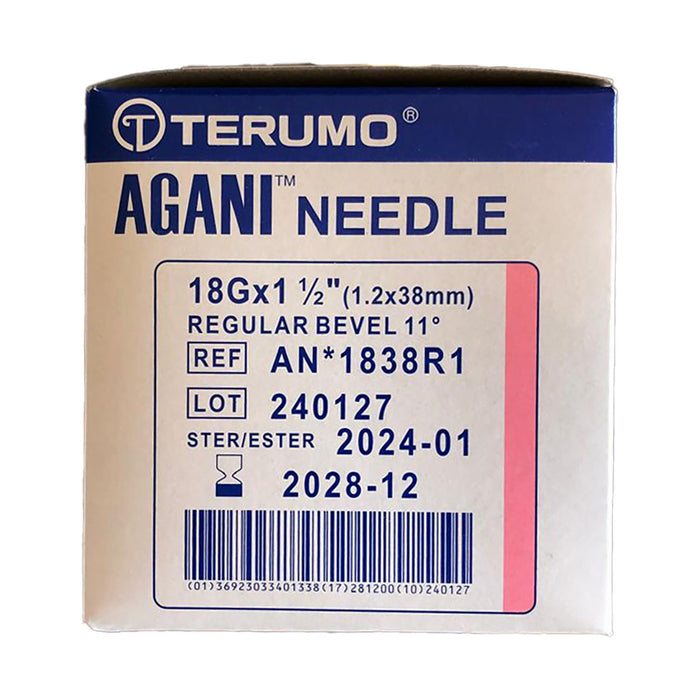 TERUMO®
AGANI™ NEEDLE
18Gx1 ½" (1.2x38mm)
REGULAR BEVEL 11°
REF AN*1838R1
LOT 240127
STER/ESTER 2024-01
2028-12
(01)36923033401338(17)281200(10)240127